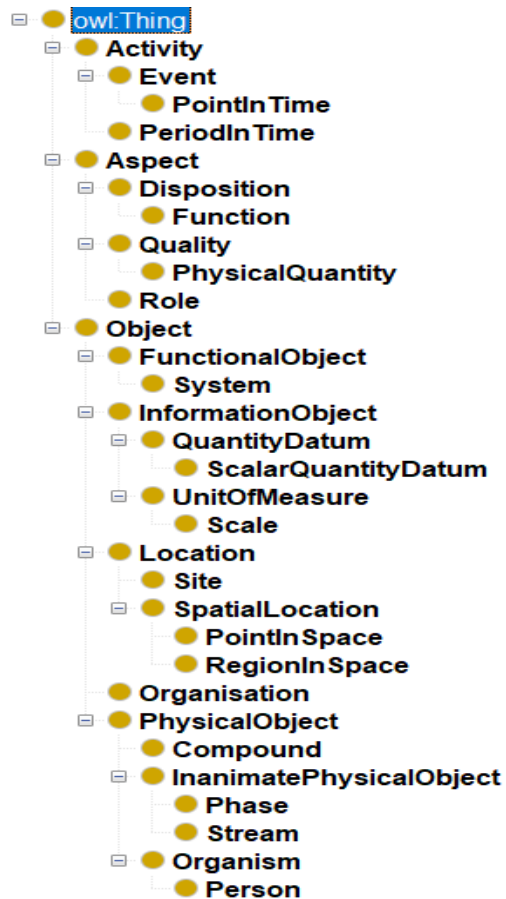 owl:Thing
Activity
Event
PointInTime
PeriodInTime
Aspect
Disposition
Function
Quality
PhysicalQuantity
Role
Object
FunctionalObject
System
InformationObject
QuantityDatum
ScalarQuantityDatum
UnitOfMeasure
Scale
Location
Site
SpatialLocation
PointInSpace
RegionInSpace
Organisation
PhysicalObject
Compound
InanimatePhysicalObject
Phase
Stream
Organism
Person